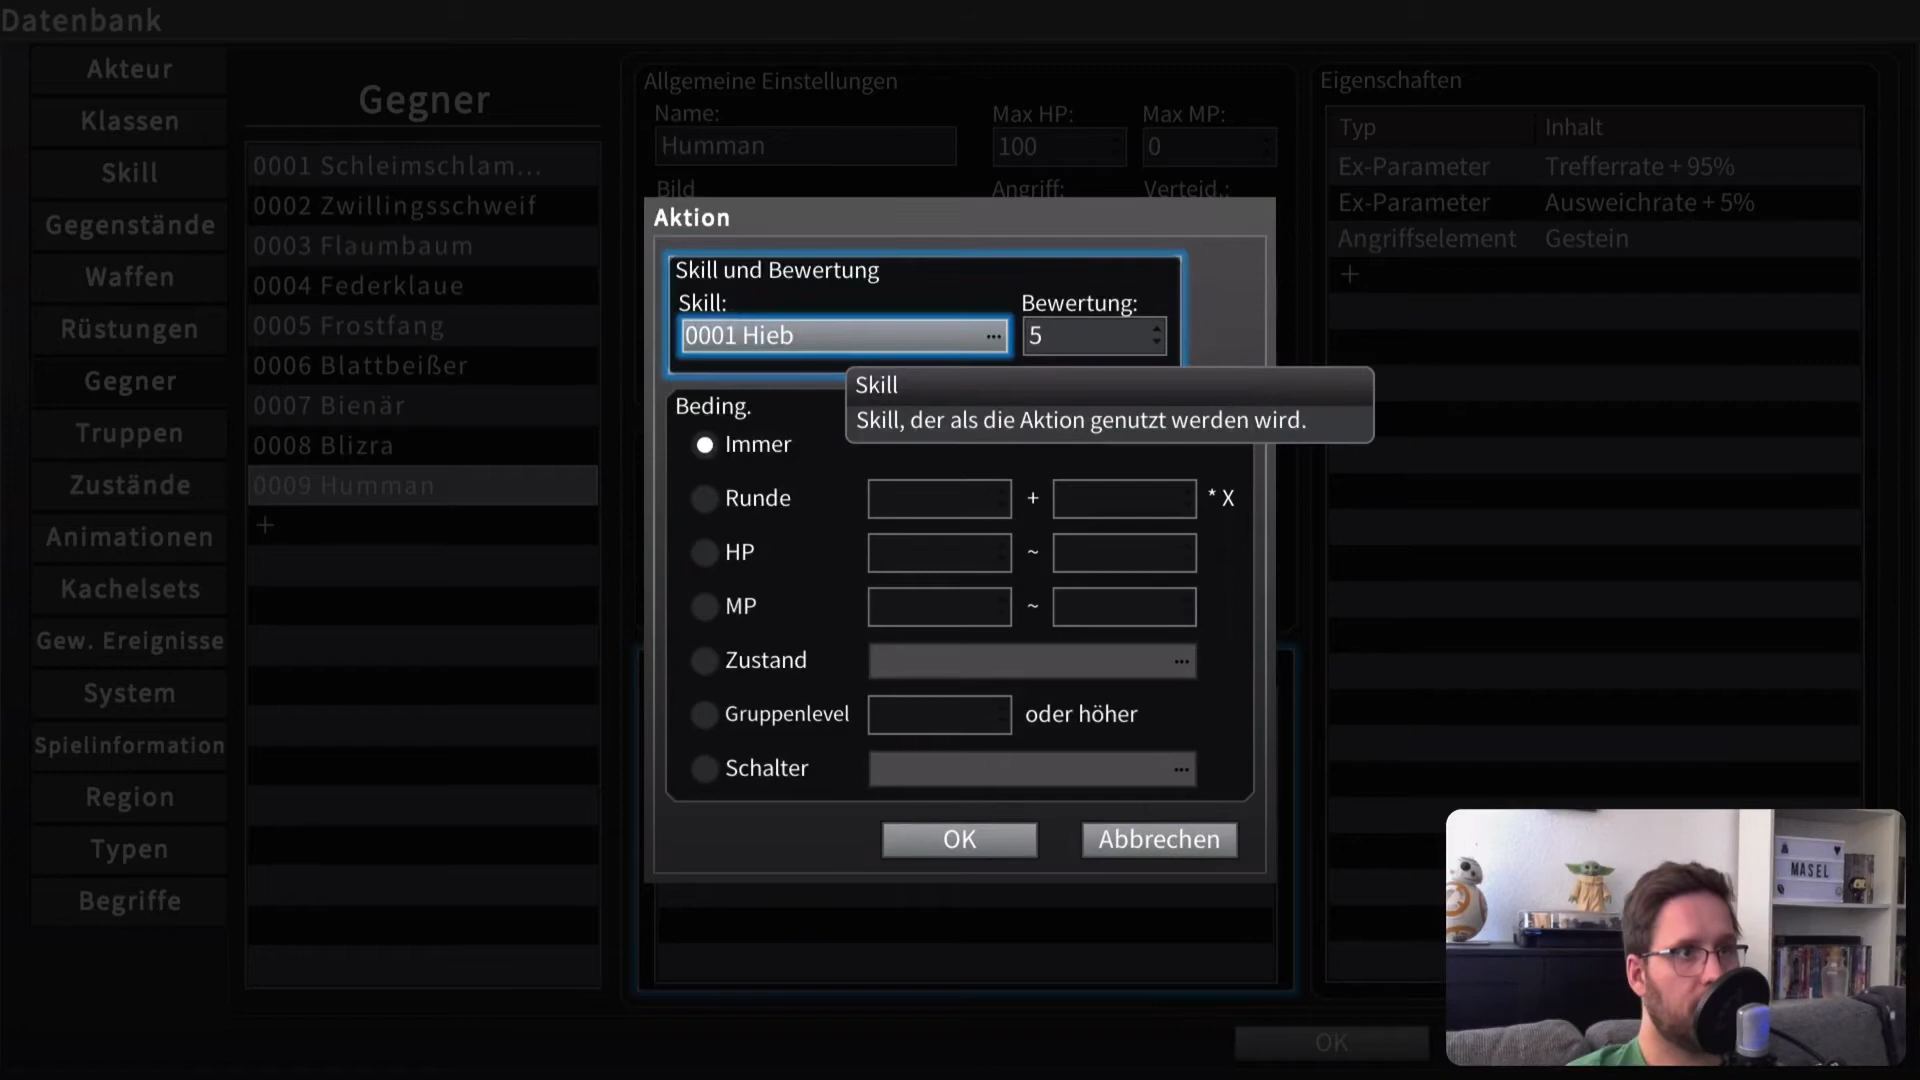 Datenbank
Akteur
Klassen
Skill
Gegenstände
Waffen
Rüstungen
Gegner
Truppen
Zustände
Animationen
Kachelsets
Gew. Ereignisse
System
Spielinformation
Region
Typen
Begriffe
Gegner
0001 Schleimschlam...
0002 Zwillingsschweif
0003 Flaumbaum
0004 Federklaue
0005 Frostfang
0006 Blattbeißer
0007 Bienär
0008 Blizra
0009 Humman
+
Allgemeine Einstellungen
Name: Max HP: Max MP:
Humman 100 0
Bild Angriff: Verteid.:
Aktion
Skill und Bewertung
Skill: Bewertung:
0001 Hieb ... 5
Skill
Skill, der als die Aktion genutzt werden wird.
Beding.
Immer
Runde + * X
HP ~
MP ~
Zustand ...
Gruppenlevel oder höher
Schalter ...
OK Abbrechen
Eigenschaften
Typ Inhalt
Ex-Parameter Trefferrate + 95%
Ex-Parameter Ausweichrate + 5%
Angriffselement Gestein
+
OK
MASEL